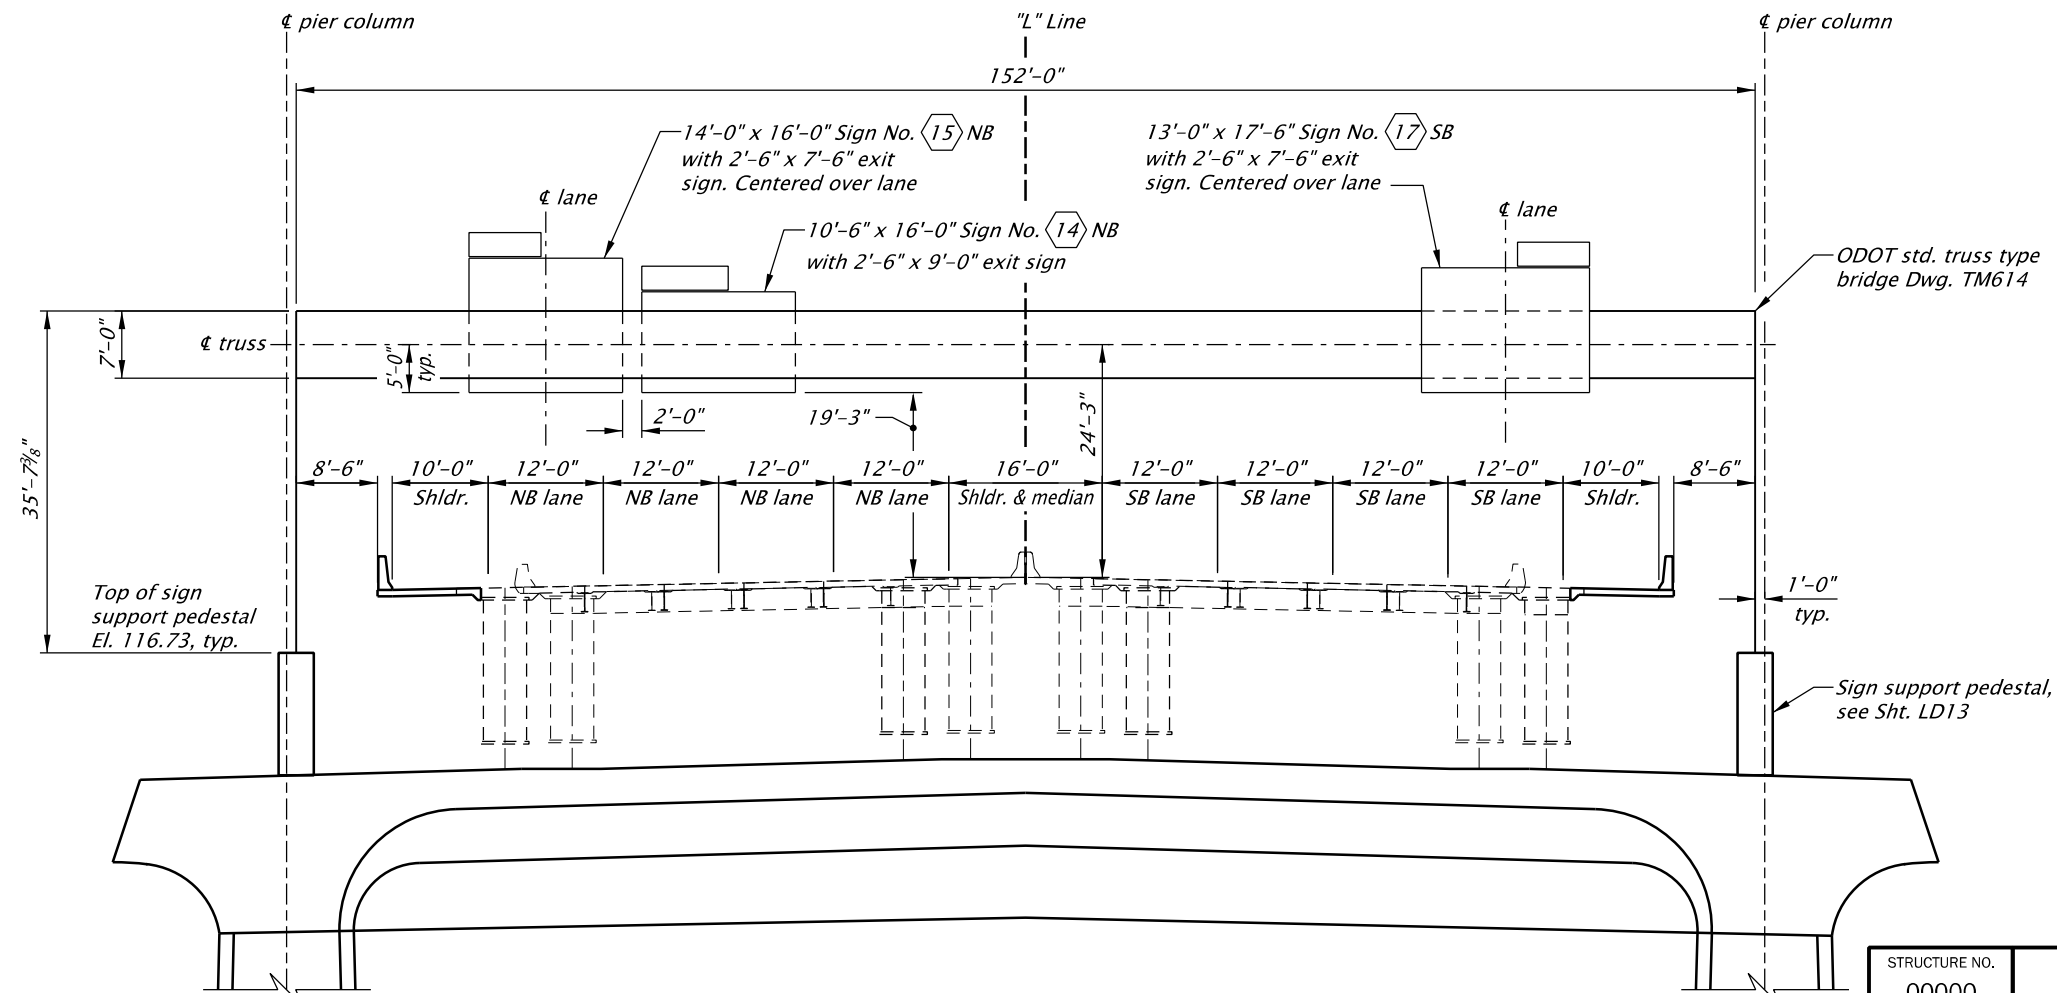 ℄ pier column
"L" Line
℄ pier column
152'-0"
14'-0" x 16'-0" Sign No. 15 NB
with 2'-6" x 7'-6" exit
sign. Centered over lane
13'-0" x 17'-6" Sign No. 17 SB
with 2'-6" x 7'-6" exit
sign. Centered over lane
℄ lane
℄ lane
10'-6" x 16'-0" Sign No. 14 NB
with 2'-6" x 9'-0" exit sign
ODOT std. truss type
bridge Dwg. TM614
7'-0"
℄ truss
5'-0"
typ.
2'-0"
19'-3"
24'-3"
35'-7⅜"
8'-6"
10'-0"
12'-0"
12'-0"
12'-0"
12'-0"
16'-0"
12'-0"
12'-0"
12'-0"
12'-0"
10'-0"
8'-6"
Shldr.
NB lane
NB lane
NB lane
NB lane
Shldr. & median
SB lane
SB lane
SB lane
SB lane
Shldr.
Top of sign
support pedestal
El. 116.73, typ.
1'-0"
typ.
Sign support pedestal,
see Sht. LD13
STRUCTURE NO.
00000